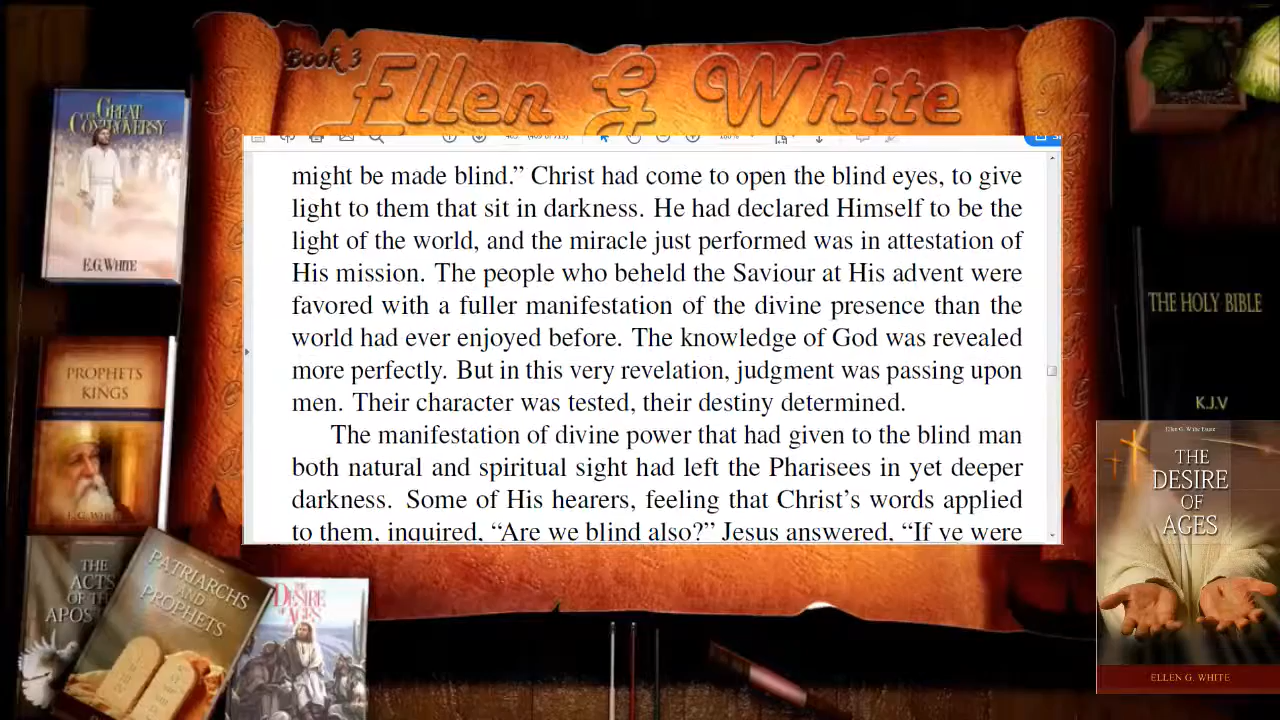 Book 3
Ellen G White
THE
GREAT
CONTROVERSY
E.G. WHITE
PROPHETS
AND
KINGS
E. G. WHITE
THE
ACTS
OF THE
PATRIARCHS
AND
PROPHETS
THE
DESIRE
OF AGES
might be made blind.” Christ had come to open the blind eyes, to give
light to them that sit in darkness. He had declared Himself to be the
light of the world, and the miracle just performed was in attestation of
His mission. The people who beheld the Saviour at His advent were
favored with a fuller manifestation of the divine presence than the
world had ever enjoyed before. The knowledge of God was revealed
more perfectly. But in this very revelation, judgment was passing upon
men. Their character was tested, their destiny determined.
The manifestation of divine power that had given to the blind man
both natural and spiritual sight had left the Pharisees in yet deeper
darkness. Some of His hearers, feeling that Christ’s words applied
to them, inquired, “Are we blind also?” Jesus answered, “If ye were
THE HOLY BIBLE
K.J.V
THE
DESIRE
OF
AGES
ELLEN G. WHITE